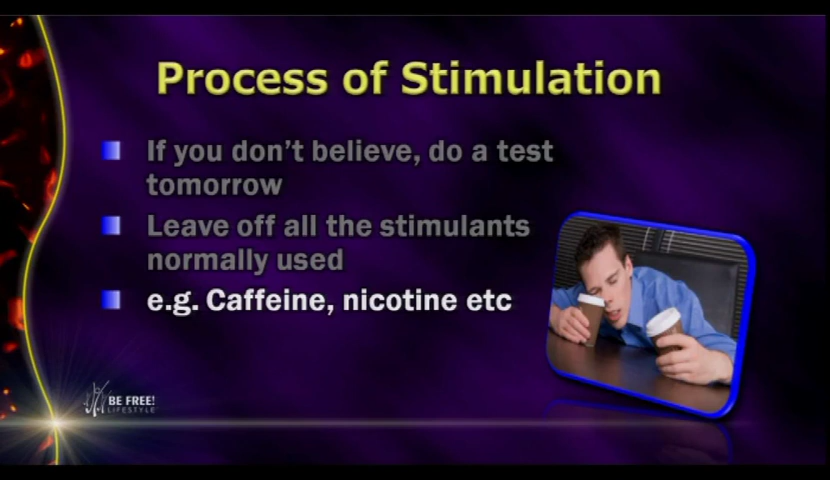 Process of Stimulation
If you don't believe, do a test
tomorrow
Leave off all the stimulants
normally used
e.g. Caffeine, nicotine etc
BE FREE!
LIFESTYLE